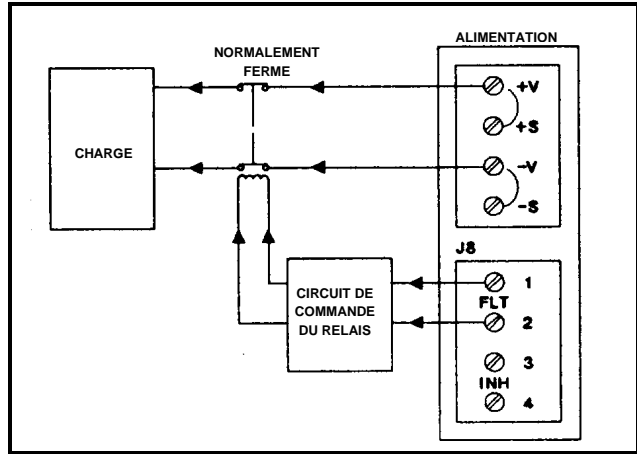 ALIMENTATION
NORMALEMENT
FERME
+V
+S
CHARGE
-V
-S
J8
1
FLT
2
3
INH
4
CIRCUIT DE
COMMANDE
DU RELAIS